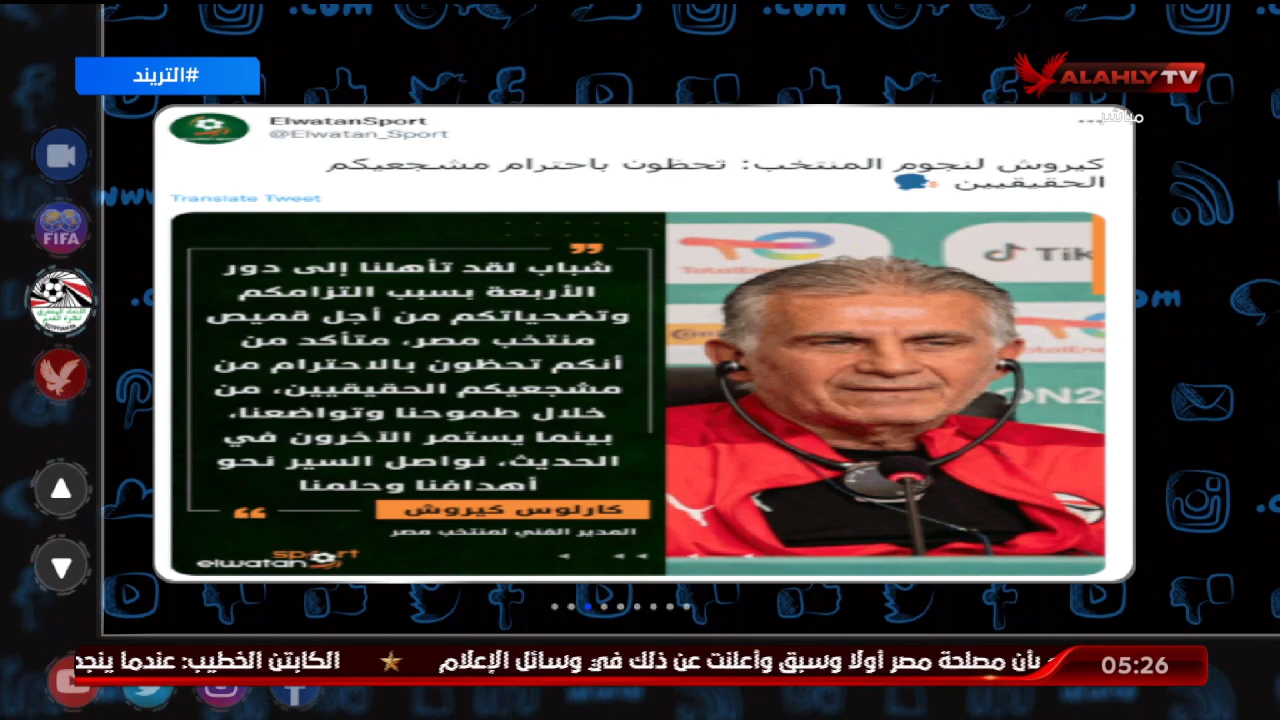 #التريند
ALAHLY TV
مباشر
ElwatanSport
@Elwatan_Sport
كيروش لنجوم المنتخب: تحظون باحترام مشجعيكم
الحقيقيين
Translate Tweet
شباب لقد تأهلنا إلى دور
الأربعة بسبب التزامكم
وتضحياتكم من أجل قميص
منتخب مصر، متأكد من
أنكم تحظون بالاحترام من
مشجعيكم الحقيقيين، من
خلال طموحنا وتواضعنا،
بينما يستمر الآخرون في
الحديث، نواصل السير نحو
أهدافنا وحلمنا
كارلوس كيروش
المدير الفني لمنتخب مصر
elwatan sport
TotalEnergies
TikT
FIFA
بأن مصلحة مصر أولا وسبق وأعلنت عن ذلك في وسائل الإعلام
الكابتن الخطيب: عندما ينجح
05:26